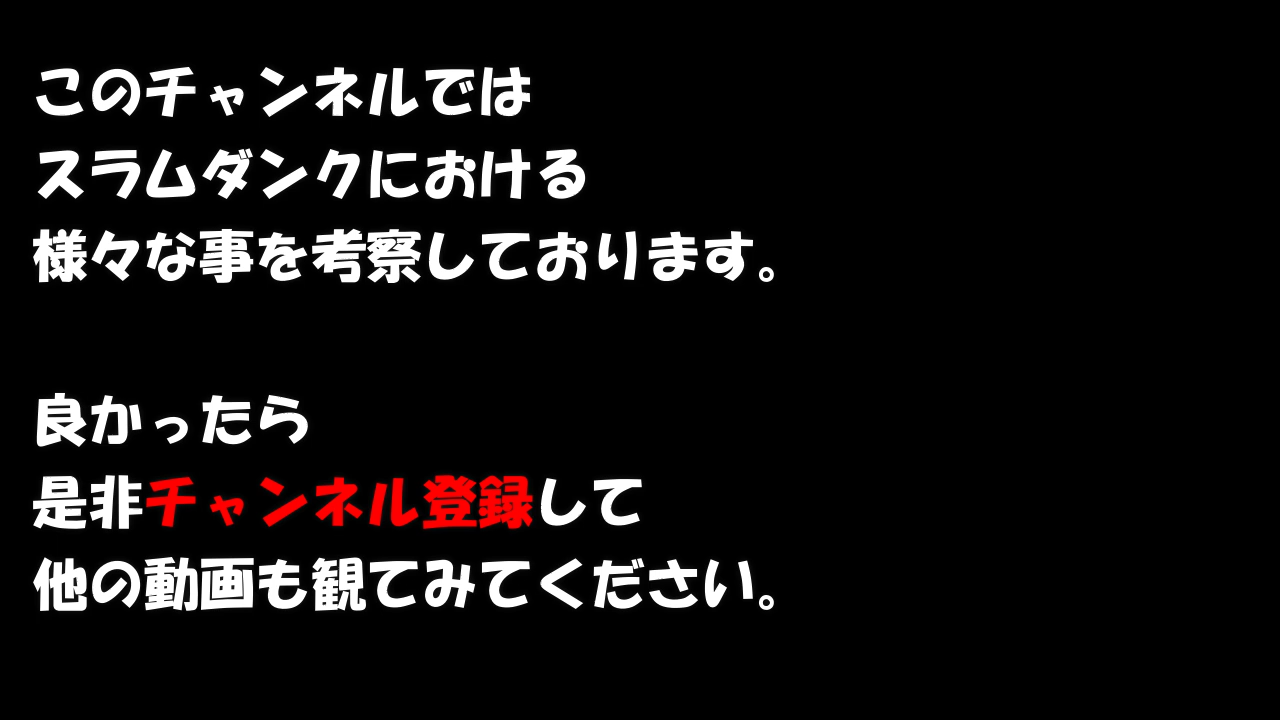 このチャンネルでは
スラムダンクにおける
様々な事を考察しております。
良かったら
是非チャンネル登録して
他の動画も観てみてください。